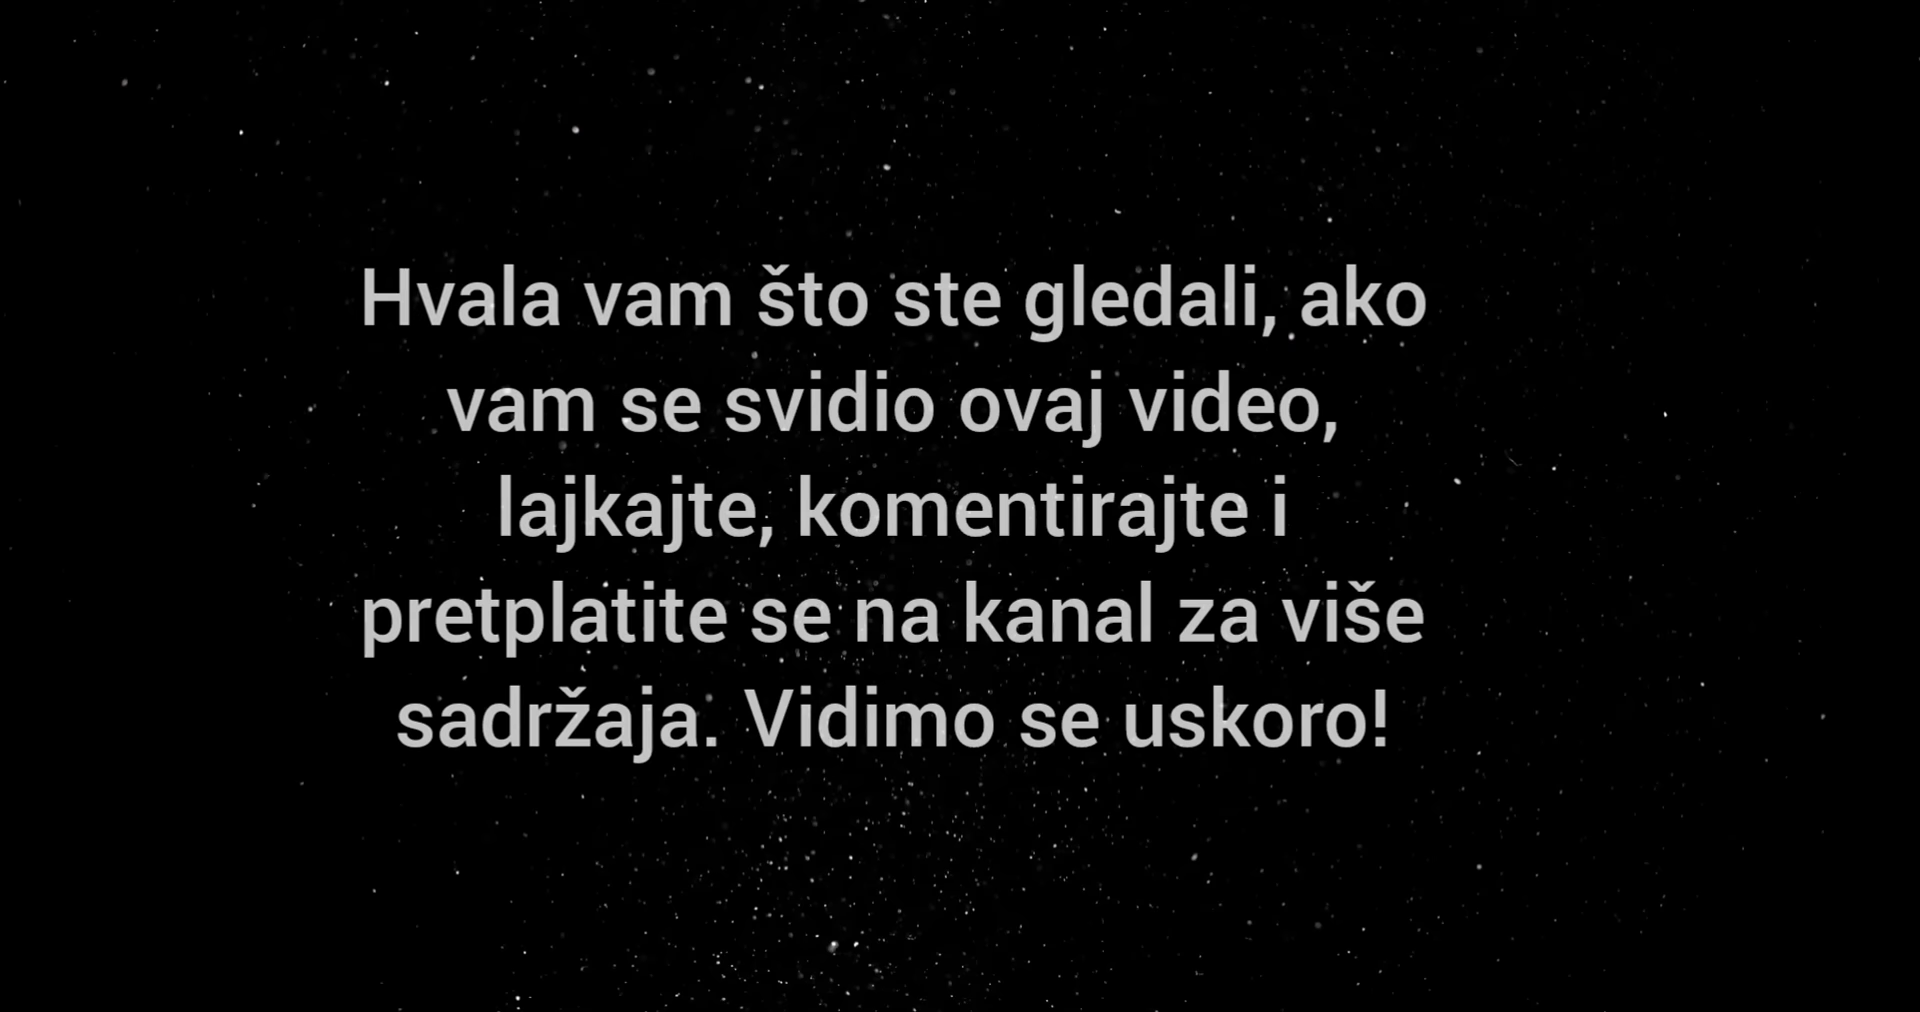 Hvala vam što ste gledali, ako
vam se svidio ovaj video,
lajkajte, komentirajte i
pretplatite se na kanal za više
sadržaja. Vidimo se uskoro!